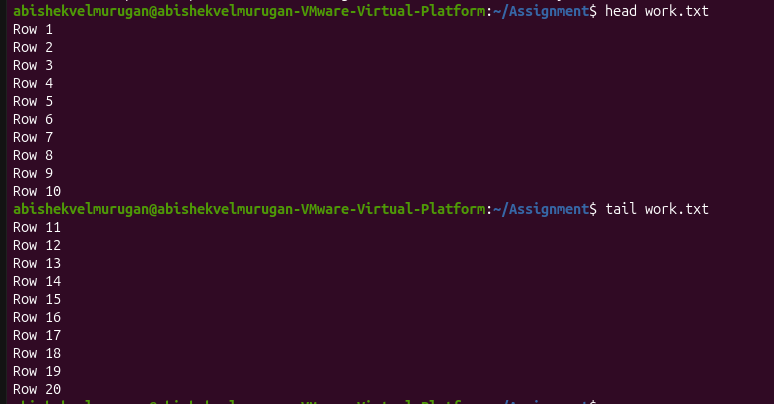 abishekvelmurugan@abishekvelmurugan-VMware-Virtual-Platform:~/Assignment$ head work.txt
Row 1
Row 2
Row 3
Row 4
Row 5
Row 6
Row 7
Row 8
Row 9
Row 10
abishekvelmurugan@abishekvelmurugan-VMware-Virtual-Platform:~/Assignment$ tail work.txt
Row 11
Row 12
Row 13
Row 14
Row 15
Row 16
Row 17
Row 18
Row 19
Row 20